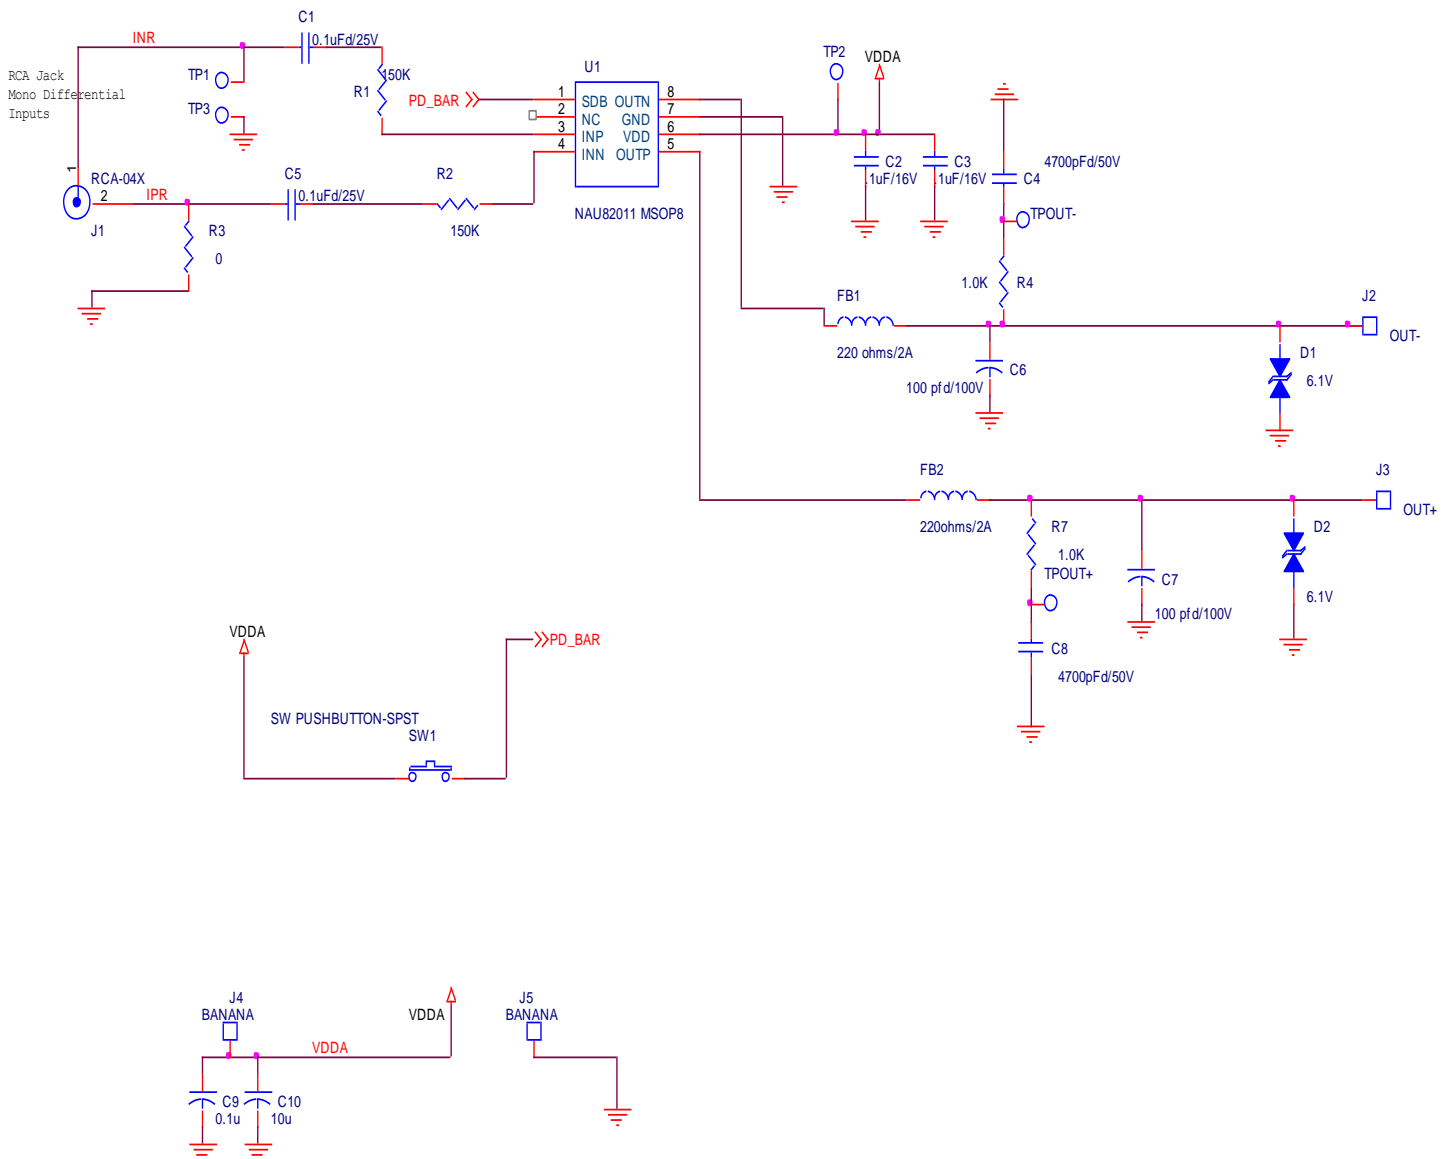 C1
INR
0.1uFd/25V
RCA Jack
Mono Differential
Inputs
TP1
TP3
150K
R1
PD_BAR
U1
1
2
3
4
SDB OUTN
NC GND
INP VDD
INN OUTP
8
7
6
5
NAU82011 MSOP8
TP2
VDDA
C2
1uF/16V
C3
1uF/16V
4700pFd/50V
C4
TPOUT-
1.0K R4
1
RCA-04X
2
IPR
J1
C5
0.1uFd/25V
R2
150K
R3
0
FB1
220 ohms/2A
C6
100 pfd/100V
J2
OUT-
D1
6.1V
FB2
220ohms/2A
J3
OUT+
R7
1.0K
TPOUT+
C7
100 pfd/100V
D2
6.1V
C8
4700pFd/50V
VDDA
PD_BAR
SW PUSHBUTTON-SPST
SW1
J4
BANANA
VDDA
VDDA
J5
BANANA
C9
0.1u
C10
10u